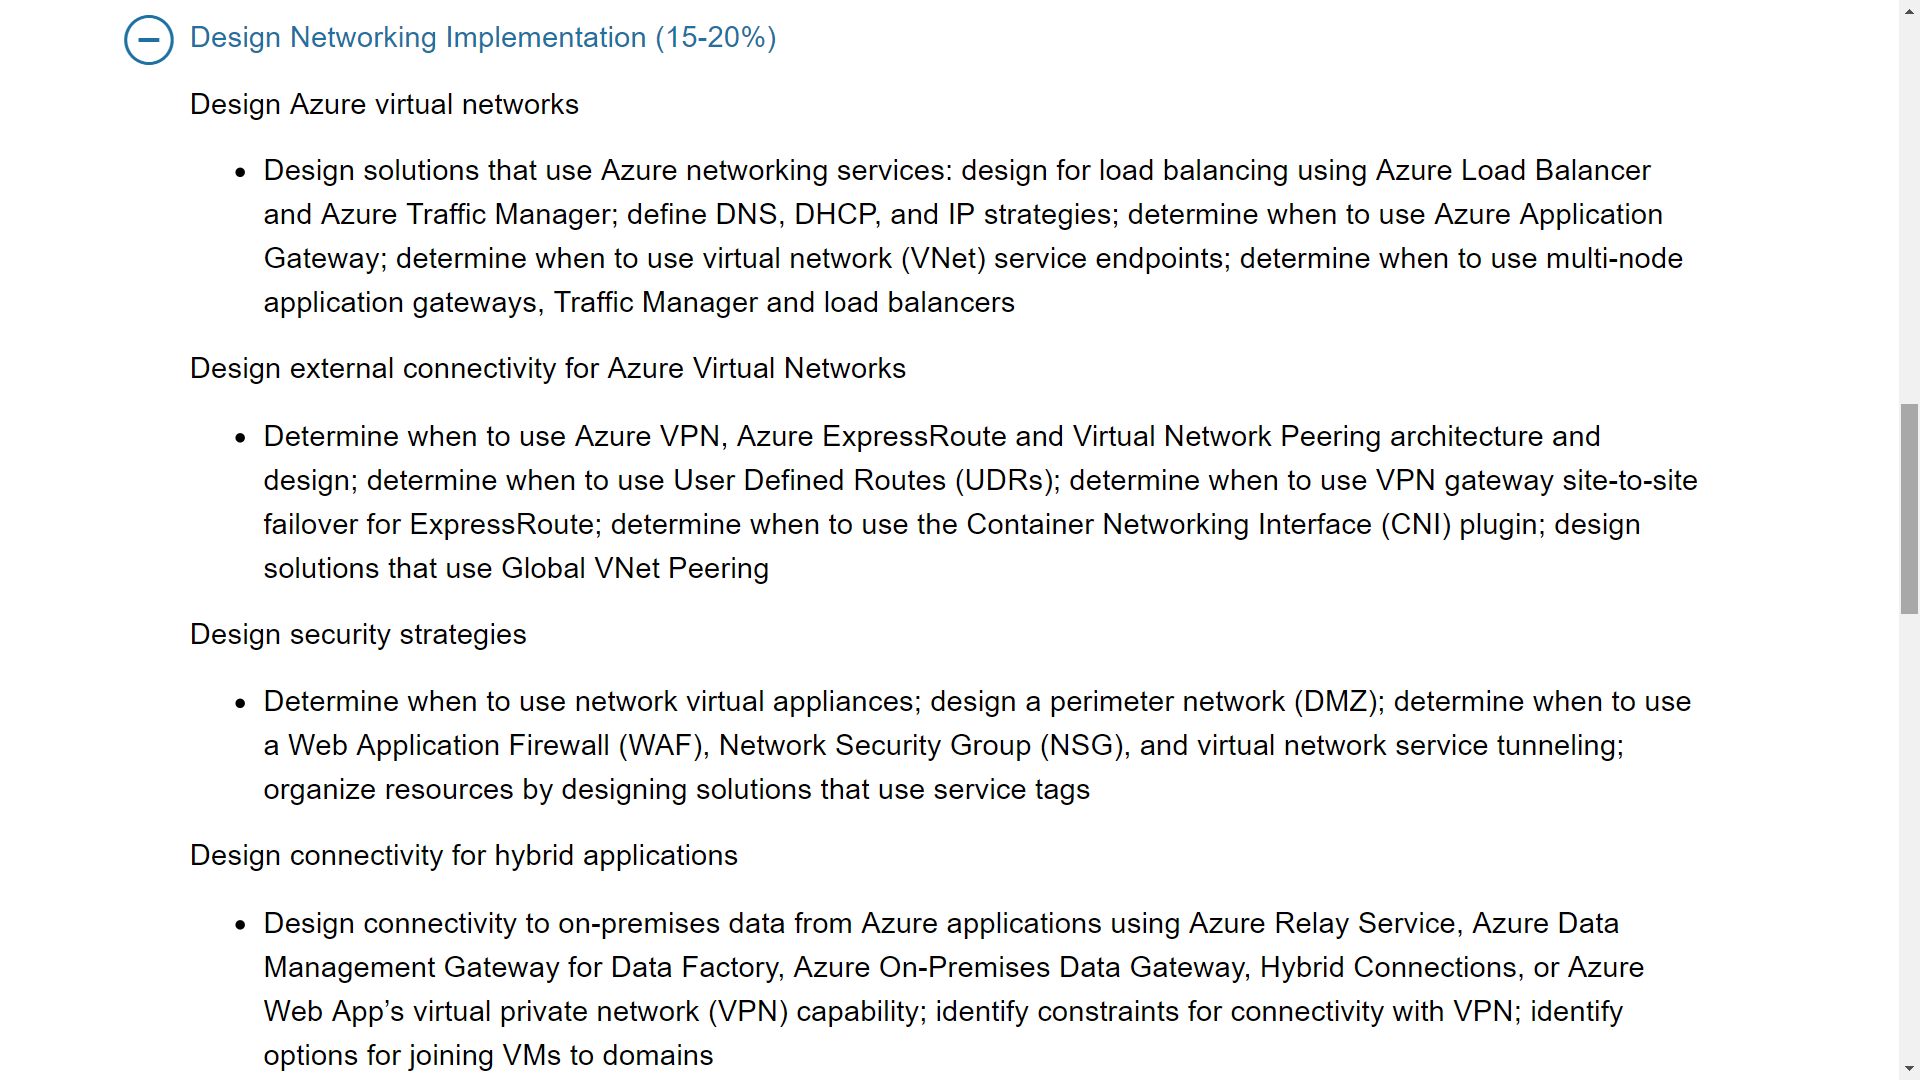 Design Networking Implementation (15-20%)
Design Azure virtual networks
Design solutions that use Azure networking services: design for load balancing using Azure Load Balancer
and Azure Traffic Manager; define DNS, DHCP, and IP strategies; determine when to use Azure Application
Gateway; determine when to use virtual network (VNet) service endpoints; determine when to use multi-node
application gateways, Traffic Manager and load balancers
Design external connectivity for Azure Virtual Networks
Determine when to use Azure VPN, Azure ExpressRoute and Virtual Network Peering architecture and
design; determine when to use User Defined Routes (UDRs); determine when to use VPN gateway site-to-site
failover for ExpressRoute; determine when to use the Container Networking Interface (CNI) plugin; design
solutions that use Global VNet Peering
Design security strategies
Determine when to use network virtual appliances; design a perimeter network (DMZ); determine when to use
a Web Application Firewall (WAF), Network Security Group (NSG), and virtual network service tunneling;
organize resources by designing solutions that use service tags
Design connectivity for hybrid applications
Design connectivity to on-premises data from Azure applications using Azure Relay Service, Azure Data
Management Gateway for Data Factory, Azure On-Premises Data Gateway, Hybrid Connections, or Azure
Web App’s virtual private network (VPN) capability; identify constraints for connectivity with VPN; identify
options for joining VMs to domains